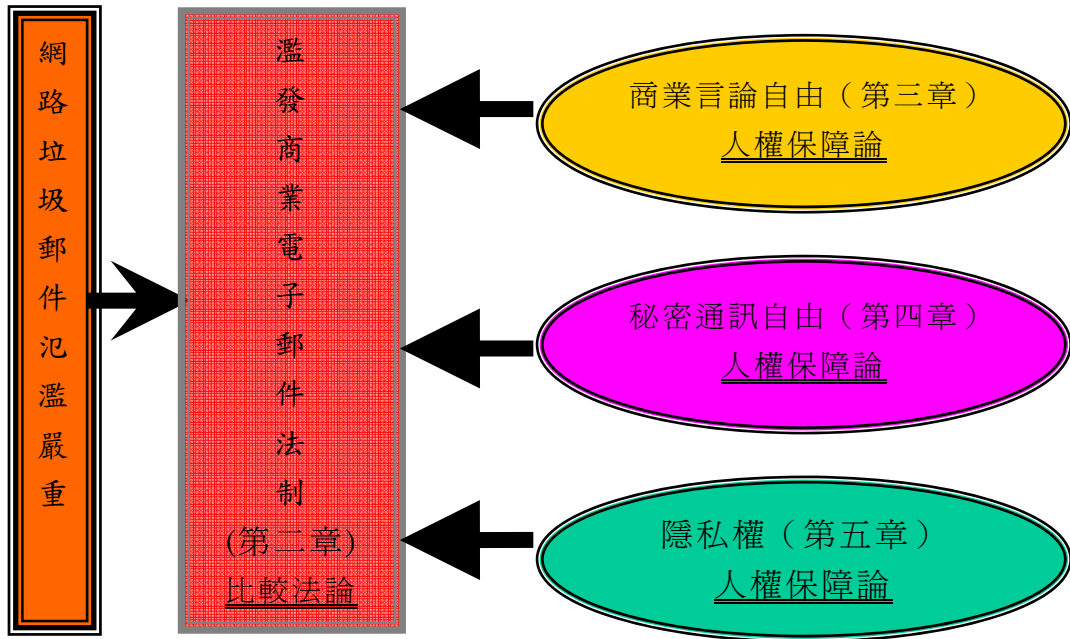 網路垃圾郵件氾濫嚴重
濫發商業電子郵件法制
(第二章)
比較法論
商業言論自由（第三章）
人權保障論
秘密通訊自由（第四章）
人權保障論
隱私權（第五章）
人權保障論